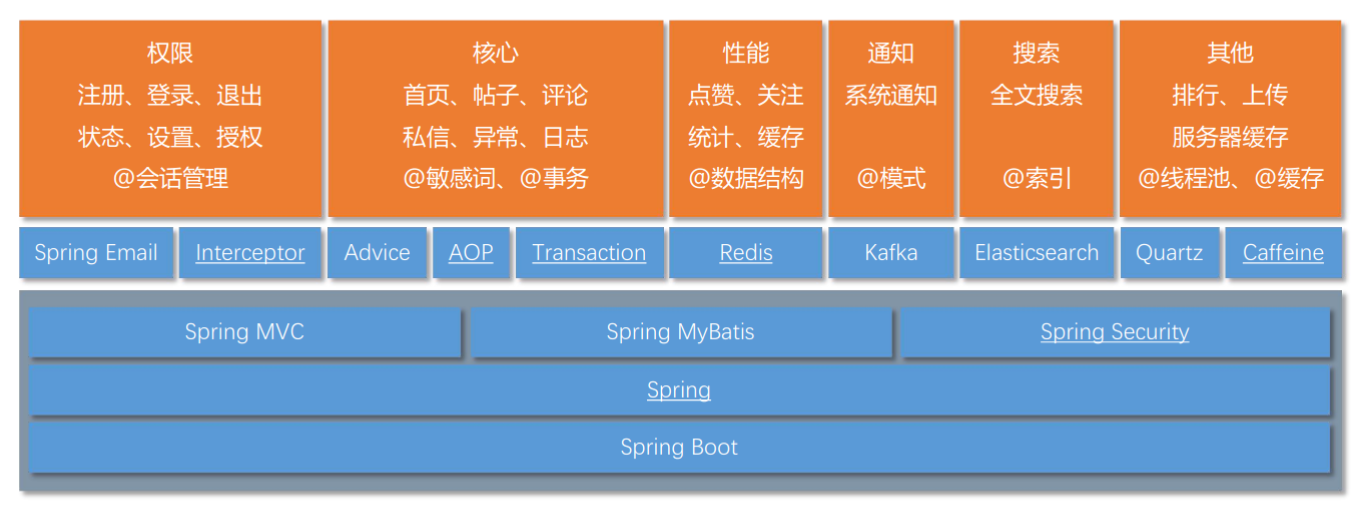 权限
注册、登录、退出
状态、设置、授权
@会话管理
核心
首页、帖子、评论
私信、异常、日志
@敏感词、@事务
性能
点赞、关注
统计、缓存
@数据结构
通知
系统通知
@模式
搜索
全文搜索
@索引
其他
排行、上传
服务器缓存
@线程池、@缓存
Spring Email
Interceptor
Advice
AOP
Transaction
Redis
Kafka
Elasticsearch
Quartz
Caffeine
Spring MVC
Spring MyBatis
Spring Security
Spring
Spring Boot